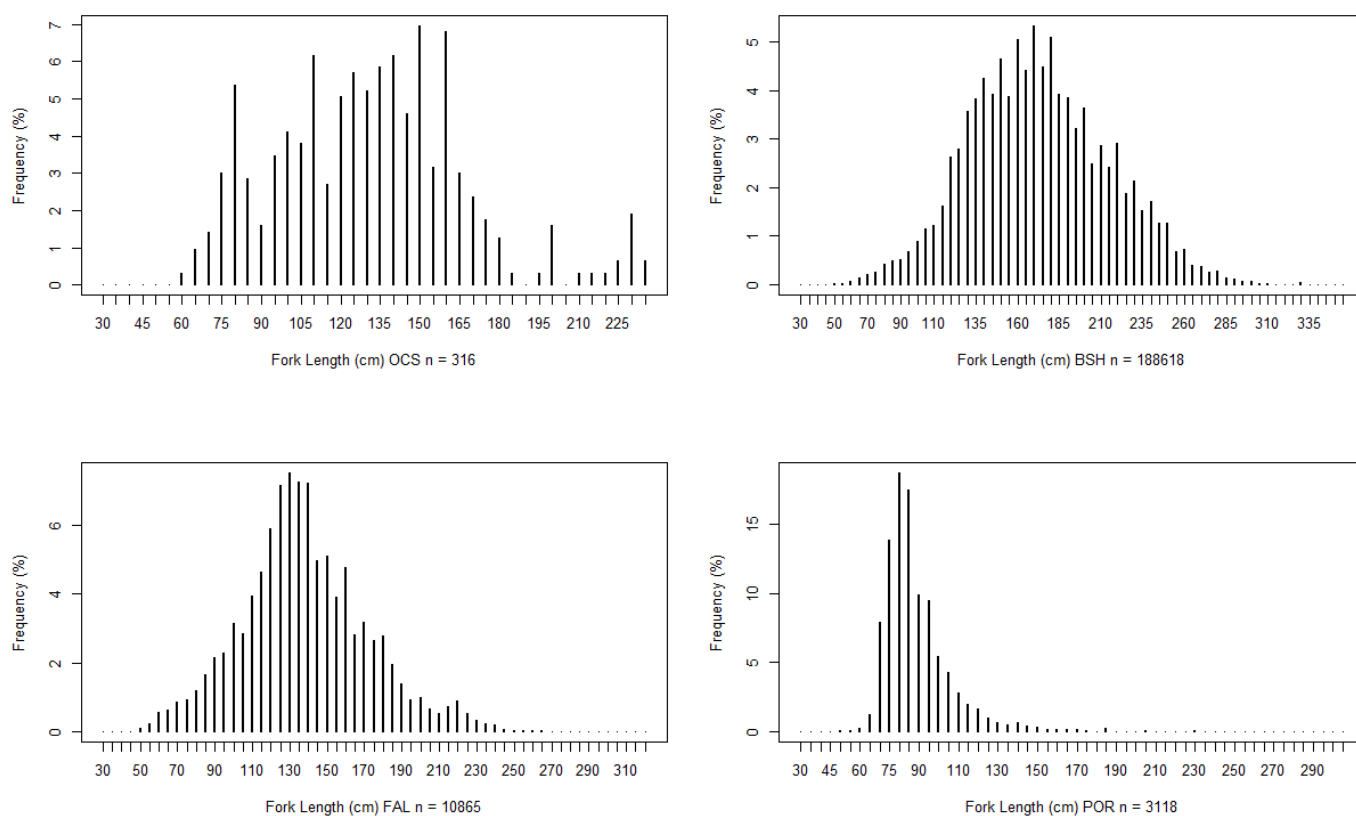 7
6
5
4
3
2
1
0
Frequency (%)
30 45 60 75 90 105 120 135 150 165 180 195 210 225
Fork Length (cm) OCS n = 316
5
4
3
2
1
0
Frequency (%)
30 50 70 90 110 135 160 185 210 235 260 285 310 335
Fork Length (cm) BSH n = 188618
6
4
2
0
Frequency (%)
30 50 70 90 110 130 150 170 190 210 230 250 270 290 310
Fork Length (cm) FAL n = 10865
15
10
5
0
Frequency (%)
30 45 60 75 90 110 130 150 170 190 210 230 250 270 290
Fork Length (cm) POR n = 3118